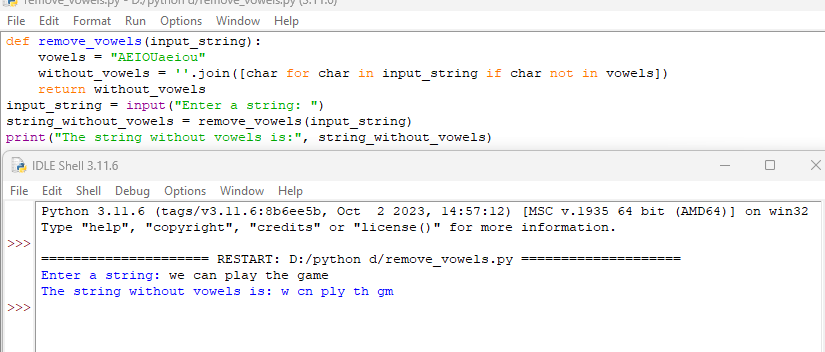 remove_vowels.py - D:/python d/remove_vowels.py (3.11.6)
File Edit Format Run Options Window Help
def remove_vowels(input_string):
    vowels = "AEIOUaeiou"
    without_vowels = ''.join([char for char in input_string if char not in vowels])
    return without_vowels
input_string = input("Enter a string: ")
string_without_vowels = remove_vowels(input_string)
print("The string without vowels is:", string_without_vowels)
IDLE Shell 3.11.6
File Edit Shell Debug Options Window Help
Python 3.11.6 (tags/v3.11.6:8b6ee5b, Oct  2 2023, 14:57:12) [MSC v.1935 64 bit (AMD64)] on win32
Type "help", "copyright", "credits" or "license()" for more information.
>>>
===================== RESTART: D:/python d/remove_vowels.py ====================
Enter a string: we can play the game
The string without vowels is: w cn ply th gm
>>>